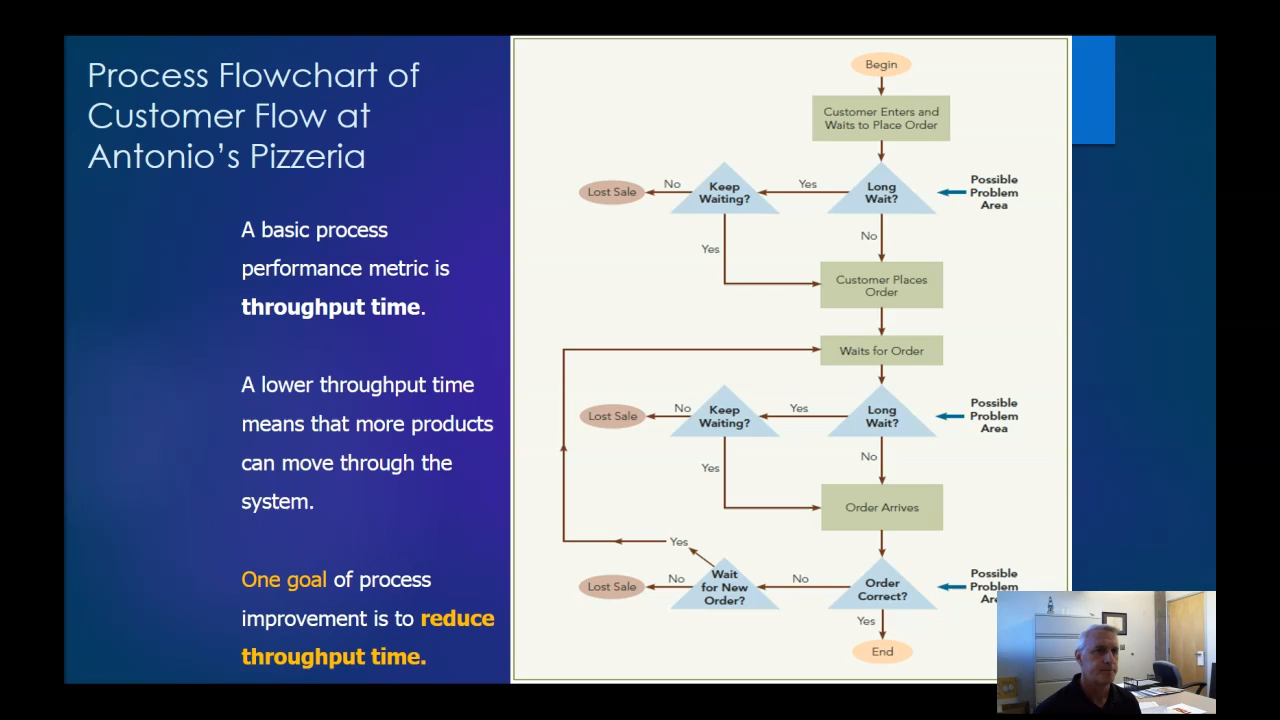 Process Flowchart of
Customer Flow at
Antonio's Pizzeria
A basic process
performance metric is
throughput time.
A lower throughput time
means that more products
can move through the
system.
One goal of process
improvement is to reduce
throughput time.
Begin
Customer Enters and
Waits to Place Order
Lost Sale
No
Keep
Waiting?
Yes
Long
Wait?
Possible
Problem
Area
Yes
No
Customer Places
Order
Waits for Order
Lost Sale
No
Keep
Waiting?
Yes
Long
Wait?
Possible
Problem
Area
Yes
No
Order Arrives
Yes
Lost Sale
No
Wait
for New
Order?
No
Order
Correct?
Possible
Problem
Yes
End